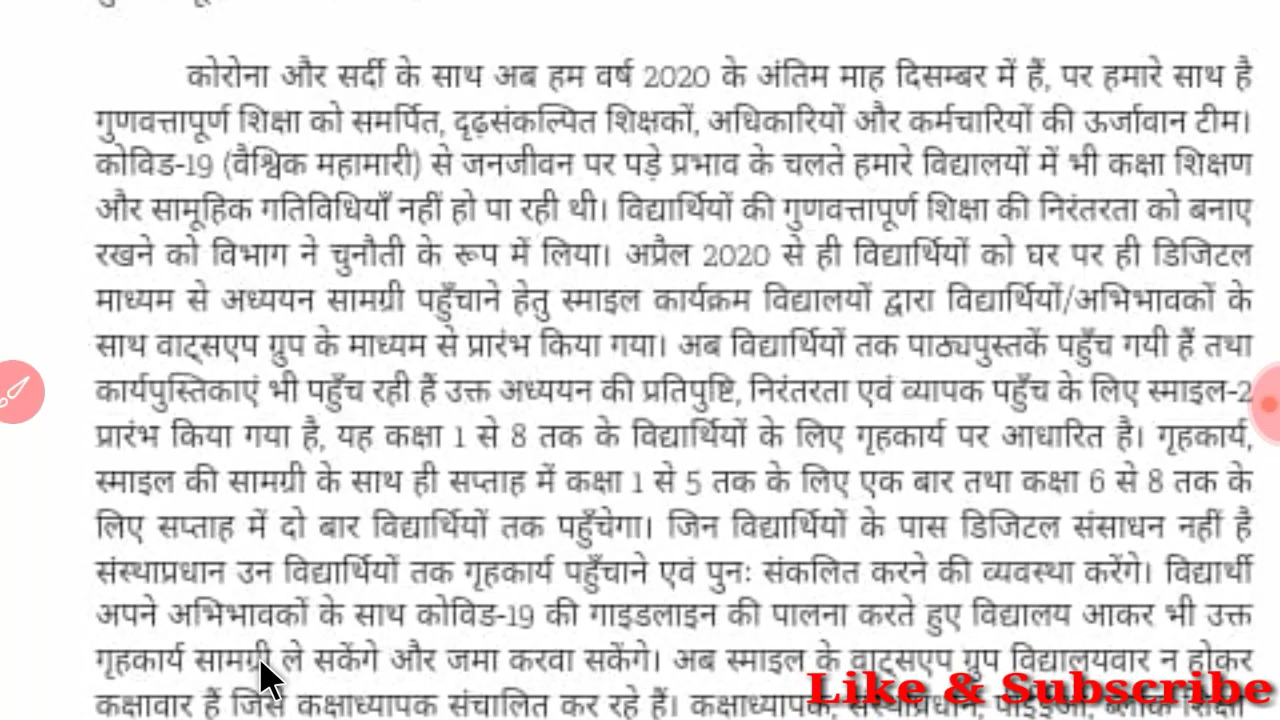 कोरोना और सर्दी के साथ अब हम वर्ष 2020 के अंतिम माह दिसम्बर में हैं, पर हमारे साथ है
गुणवत्तापूर्ण शिक्षा को समर्पित, दृढ़संकल्पित शिक्षकों, अधिकारियों और कर्मचारियों की ऊर्जावान टीम।
कोविड-19 (वैश्विक महामारी) से जनजीवन पर पड़े प्रभाव के चलते हमारे विद्यालयों में भी कक्षा शिक्षण
और सामूहिक गतिविधियाँ नहीं हो पा रही थी। विद्यार्थियों की गुणवत्तापूर्ण शिक्षा की निरंतरता को बनाए
रखने को विभाग ने चुनौती के रूप में लिया। अप्रैल 2020 से ही विद्यार्थियों को घर पर ही डिजिटल
माध्यम से अध्ययन सामग्री पहुँचाने हेतु स्माइल कार्यक्रम विद्यालयों द्वारा विद्यार्थियों/अभिभावकों के
साथ वाट्सएप ग्रुप के माध्यम से प्रारंभ किया गया। अब विद्यार्थियों तक पाठ्यपुस्तकें पहुँच गयी हैं तथा
कार्यपुस्तिकाएं भी पहुँच रही हैं उक्त अध्ययन की प्रतिपुष्टि, निरंतरता एवं व्यापक पहुँच के लिए स्माइल-2
प्रारंभ किया गया है, यह कक्षा 1 से 8 तक के विद्यार्थियों के लिए गृहकार्य पर आधारित है। गृहकार्य,
स्माइल की सामग्री के साथ ही सप्ताह में कक्षा 1 से 5 तक के लिए एक बार तथा कक्षा 6 से 8 तक के
लिए सप्ताह में दो बार विद्यार्थियों तक पहुँचेगा। जिन विद्यार्थियों के पास डिजिटल संसाधन नहीं है
संस्थाप्रधान उन विद्यार्थियों तक गृहकार्य पहुँचाने एवं पुनः संकलित करने की व्यवस्था करेंगे। विद्यार्थी
अपने अभिभावकों के साथ कोविड-19 की गाइडलाइन की पालना करते हुए विद्यालय आकर भी उक्त
गृहकार्य सामग्री ले सकेंगे और जमा करवा सकेंगे। अब स्माइल के वाट्सएप ग्रुप विद्यालयवार न होकर
कक्षावार हैं जिसे कक्षाध्यापक संचालित कर रहे हैं। कक्षाध्यापक, संस्थाप्रधान,
Like & Subscribe